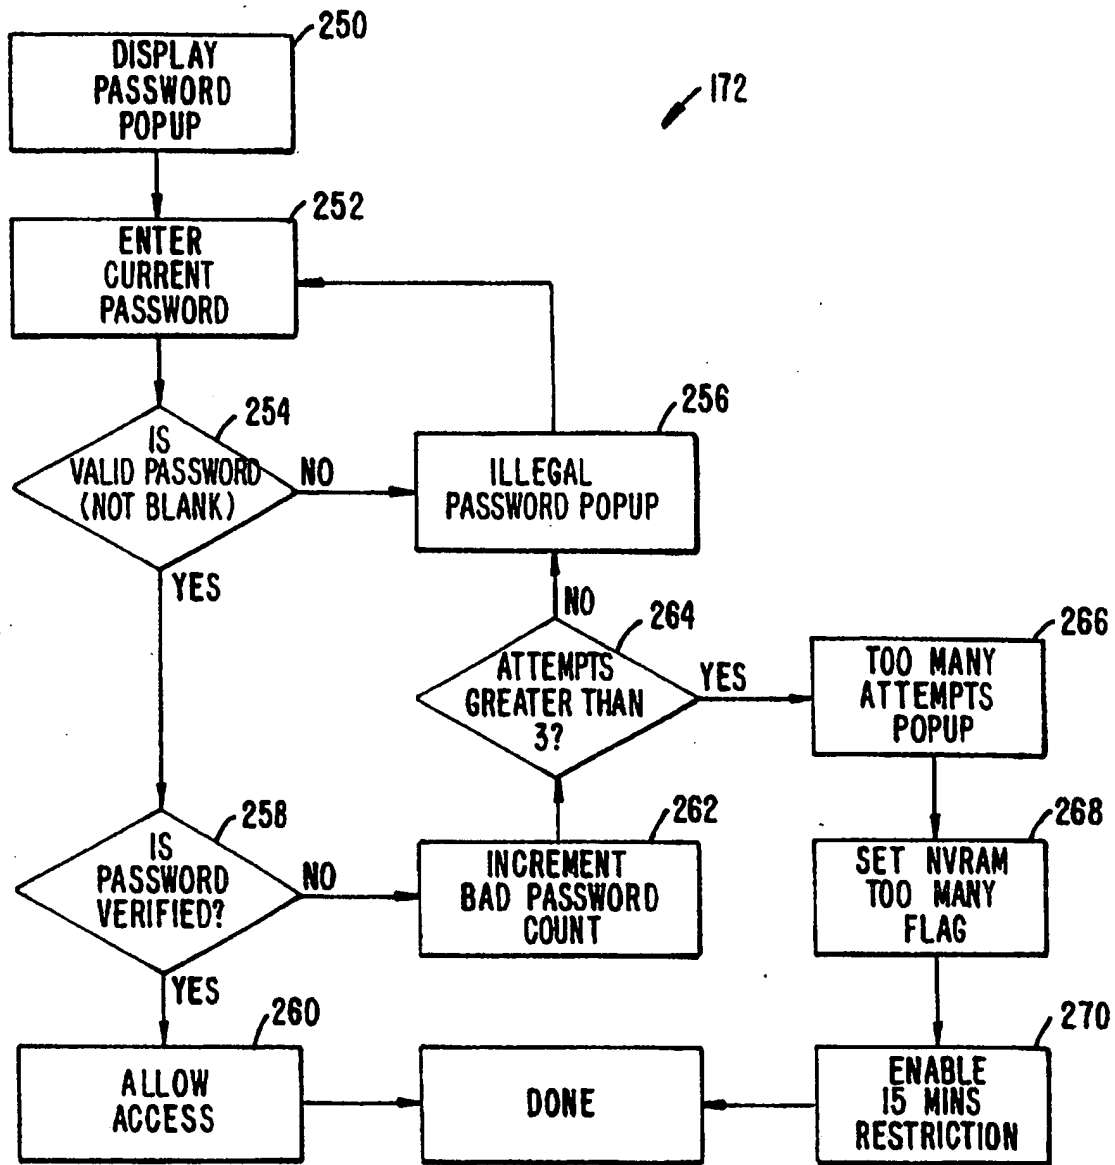 250
DISPLAY
PASSWORD
POPUP
172
252
ENTER
CURRENT
PASSWORD
254
IS
VALID PASSWORD
(NOT BLANK)
NO
YES
256
ILLEGAL
PASSWORD POPUP
NO
264
ATTEMPTS
GREATER THAN
3?
YES
266
TOO MANY
ATTEMPTS
POPUP
258
IS
PASSWORD
VERIFIED?
NO
YES
262
INCREMENT
BAD PASSWORD
COUNT
268
SET NVRAM
TOO MANY
FLAG
260
ALLOW
ACCESS
DONE
270
ENABLE
15 MINS
RESTRICTION